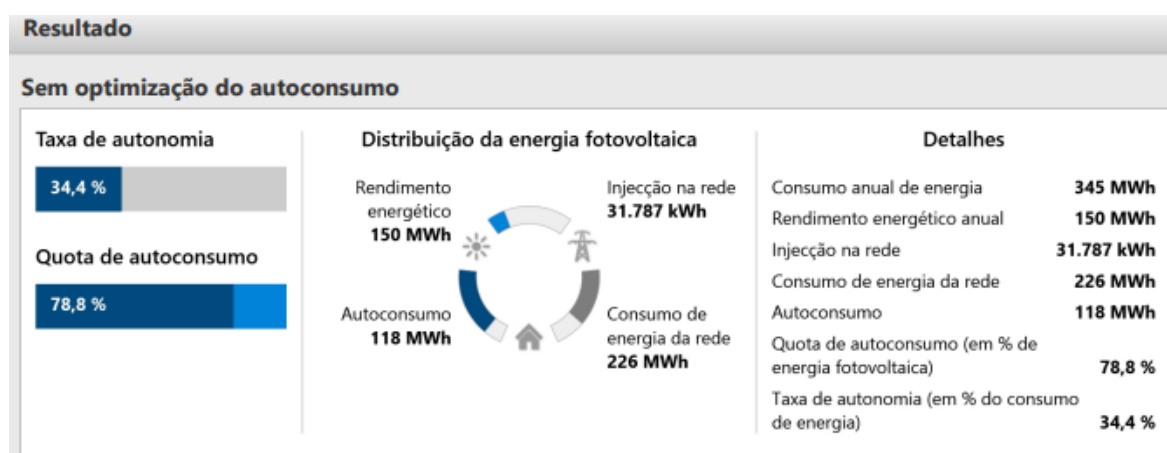 Resultado
Sem optimização do autoconsumo
Taxa de autonomia
34,4 %
Quota de autoconsumo
78,8 %
Distribuição da energia fotovoltaica
Rendimento
energético
150 MWh
Injecção na rede
31.787 kWh
Autoconsumo
118 MWh
Consumo de
energia da rede
226 MWh
Detalhes
Consumo anual de energia 345 MWh
Rendimento energético anual 150 MWh
Injecção na rede 31.787 kWh
Consumo de energia da rede 226 MWh
Autoconsumo 118 MWh
Quota de autoconsumo (em % de
energia fotovoltaica) 78,8 %
Taxa de autonomia (em % do consumo
de energia) 34,4 %